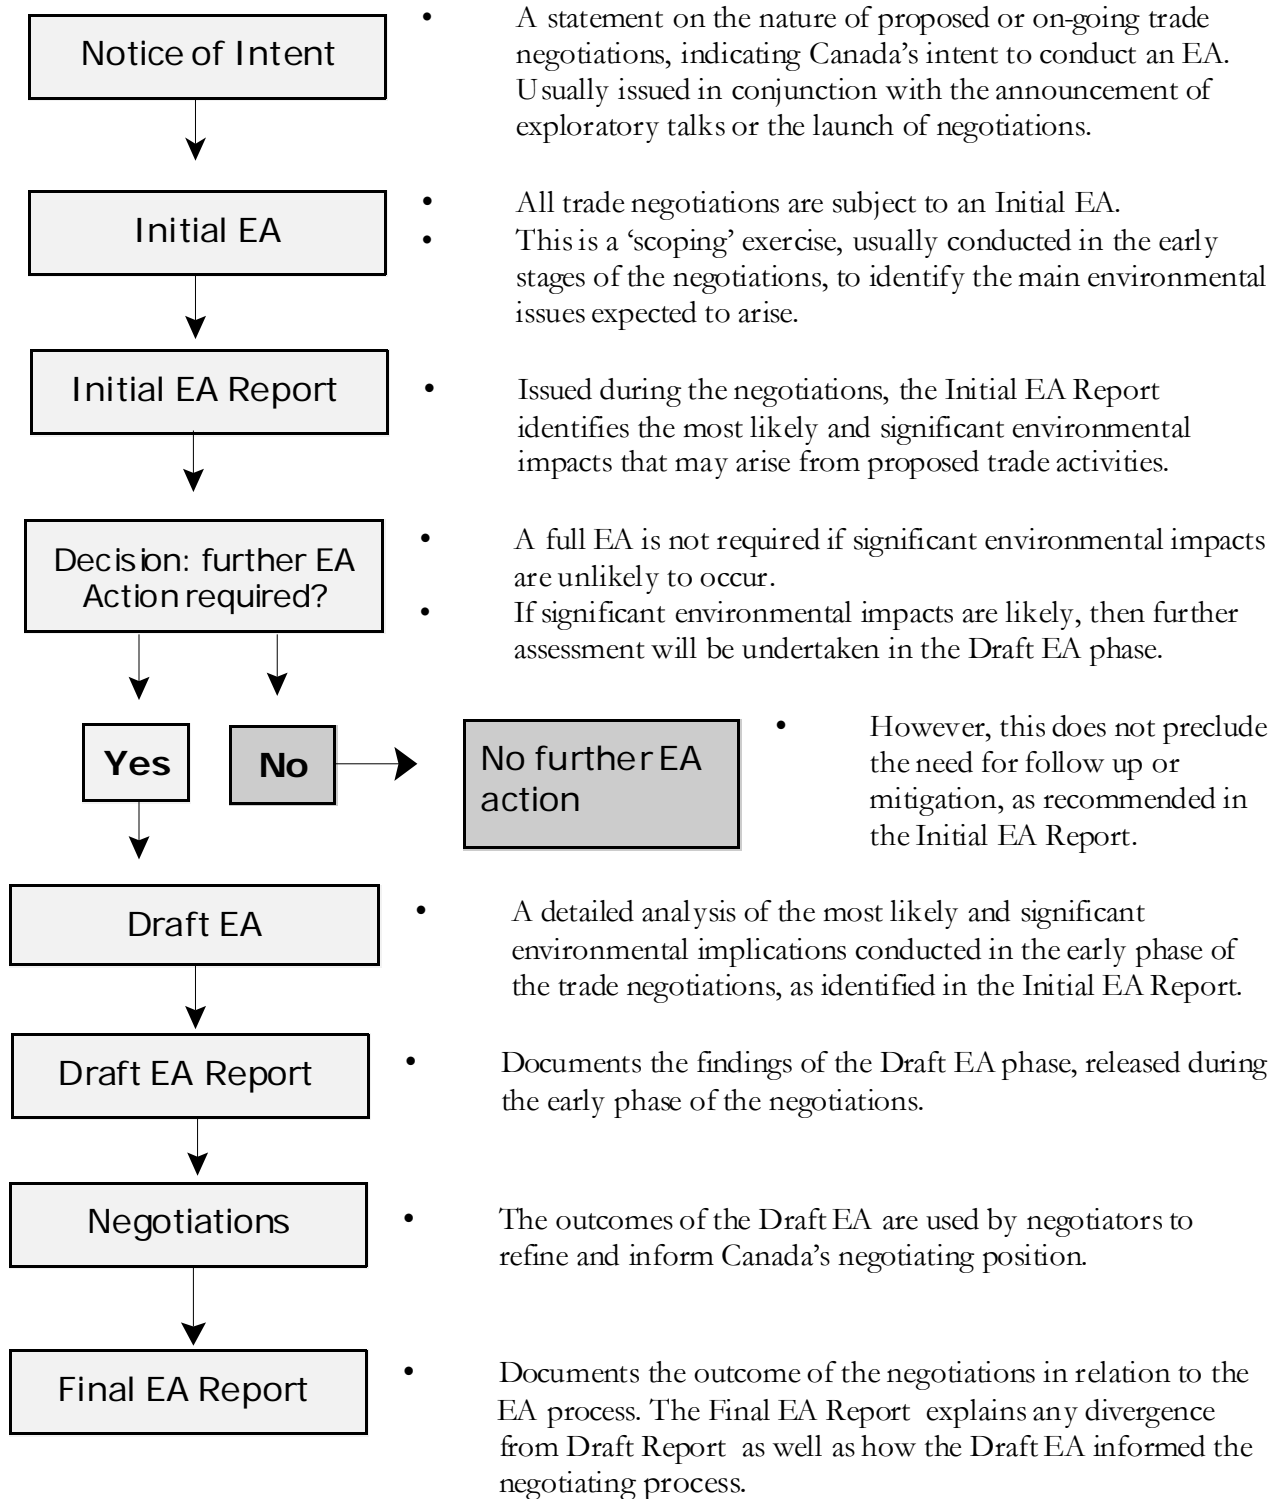 Notice of Intent
• A statement on the nature of proposed or on-going trade
negotiations, indicating Canada’s intent to conduct an EA.
Usually issued in conjunction with the announcement of
exploratory talks or the launch of negotiations.
Initial EA
• All trade negotiations are subject to an Initial EA.
• This is a ‘scoping’ exercise, usually conducted in the early
stages of the negotiations, to identify the main environmental
issues expected to arise.
Initial EA Report
• Issued during the negotiations, the Initial EA Report
identifies the most likely and significant environmental
impacts that may arise from proposed trade activities.
Decision: further EA
Action required?
• A full EA is not required if significant environmental impacts
are unlikely to occur.
• If significant environmental impacts are likely, then further
assessment will be undertaken in the Draft EA phase.
Yes
No
No further EA
action
• However, this does not preclude
the need for follow up or
mitigation, as recommended in
the Initial EA Report.
Draft EA
• A detailed analysis of the most likely and significant
environmental implications conducted in the early phase of
the trade negotiations, as identified in the Initial EA Report.
Draft EA Report
• Documents the findings of the Draft EA phase, released during
the early phase of the negotiations.
Negotiations
• The outcomes of the Draft EA are used by negotiators to
refine and inform Canada’s negotiating position.
Final EA Report
• Documents the outcome of the negotiations in relation to the
EA process. The Final EA Report explains any divergence
from Draft Report as well as how the Draft EA informed the
negotiating process.